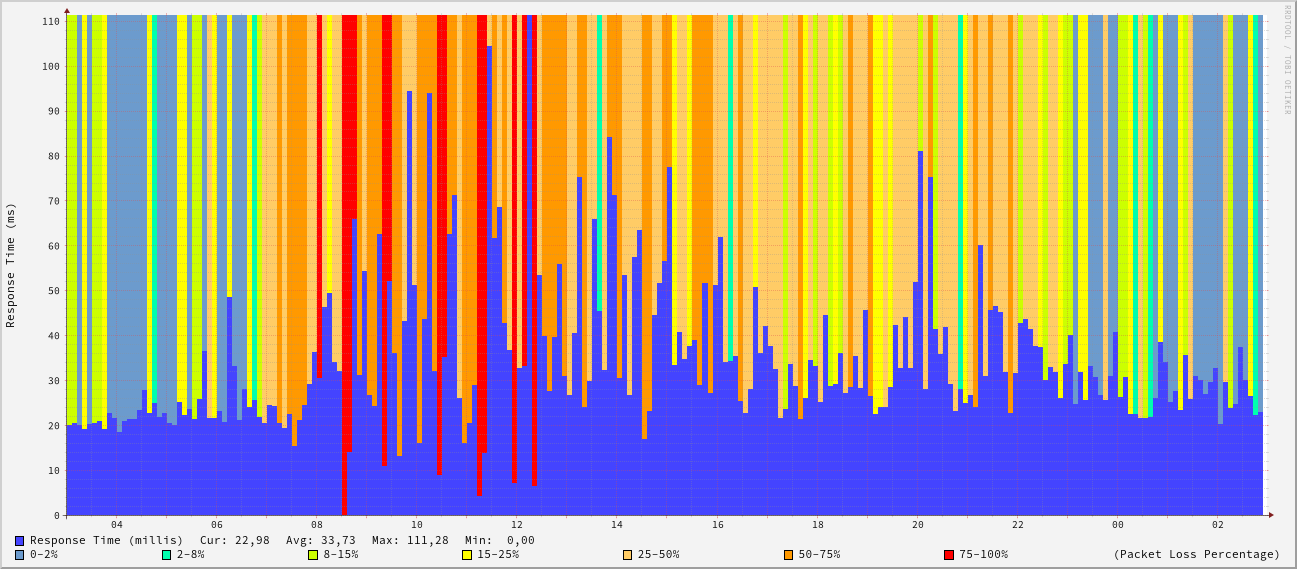 RRDTOOL / TOBI OETIKER
Response Time (ms)
110
100
90
80
70
60
50
40
30
20
10
0
04 06 08 10 12 14 16 18 20 22 00 02
Response Time (millis) Cur: 22,98 Avg: 33,73 Max: 111,28 Min: 0,00
0-2% 2-8% 8-15% 15-25% 25-50% 50-75% 75-100% (Packet Loss Percentage)